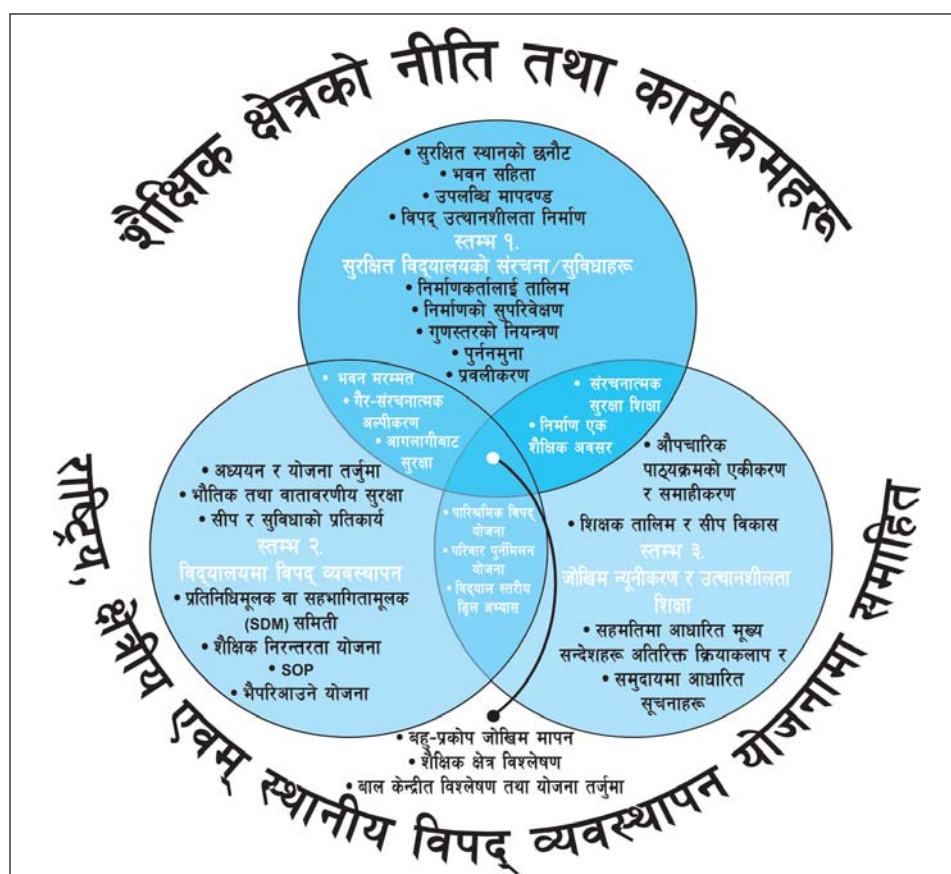 शैक्षिक क्षेत्रको नीति तथा कार्यक्रमहरू
• सुरक्षित स्थानको छनौट
• भवन सहिता
• उपलब्धि मापदण्ड
• विपद् उत्थानशीलता निर्माण
स्तम्भ १.
सुरक्षित विद्यालयको संरचना/सुविधाहरू
• निर्माणकर्तालाई तालिम
• निर्माणको सुपरिवेक्षण
• गुणस्तरको नियन्त्रण
• पुर्ननमुना
• प्रवलीकरण
• भवन मरम्मत
• गैर-संरचनात्मक
अल्पीकरण
• आगलागीबाट
सुरक्षा
• संरचनात्मक
सुरक्षा शिक्षा
• निर्माण एक
शैक्षिक अवसर
• अध्ययन र योजना तर्जुमा
• भौतिक तथा वातावरणीय सुरक्षा
• सीप र सुविधाको प्रतिकार्य
स्तम्भ २.
विद्यालयमा विपद् व्यवस्थापन
• प्रतिनिधिमूलक वा सहभागितामूलक
(SDM) समिती
• शैक्षिक निरन्तरता योजना
• SOP
• भैपरिआउने योजना
• पारिश्रमिक विपद्
योजना
• परिवार पुर्नमिलन
योजना
• विद्याल स्तरीय
ड्रिल अभ्यास
• औपचारिक
पाठ्यक्रमको एकीकरण
र समाहीकरण
• शिक्षक तालिम र सीप विकास
स्तम्भ ३.
जोखिम न्यूनीकरण र उत्थानशीलता
शिक्षा
• सहमतिमा आधारित मूख्य
सन्देशहरू अतिरिक्त क्रियाकलाप र
• समुदायमा आधारित
सूचनाहरू
• बहु-प्रकोप जोखिम मापन
• शैक्षिक क्षेत्र विश्लेषण
• बाल केन्द्रीत विश्लेषण तथा योजना तर्जुमा
राष्ट्रिय, क्षेत्रीय एवम् स्थानीय विपद् व्यवस्थापन योजनामा समाहित